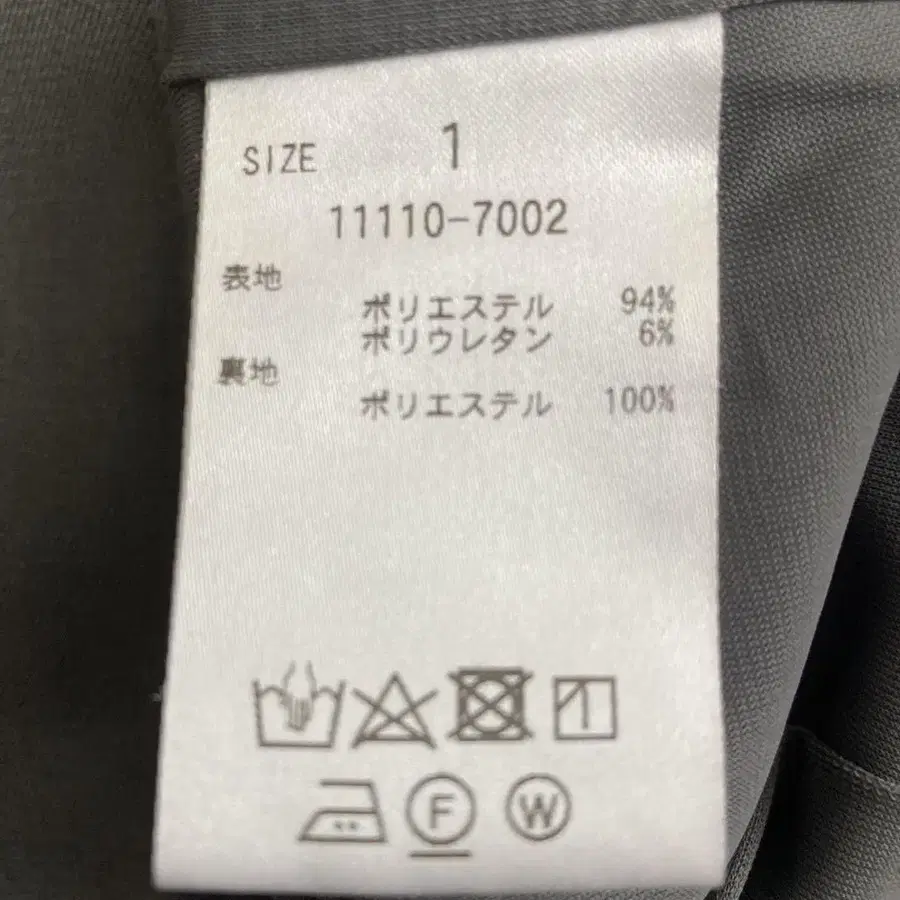 SIZE 1
11110-7002
表地
ポリエステル 94%
ポリウレタン 6%
裏地
ポリエステル 100%
F W